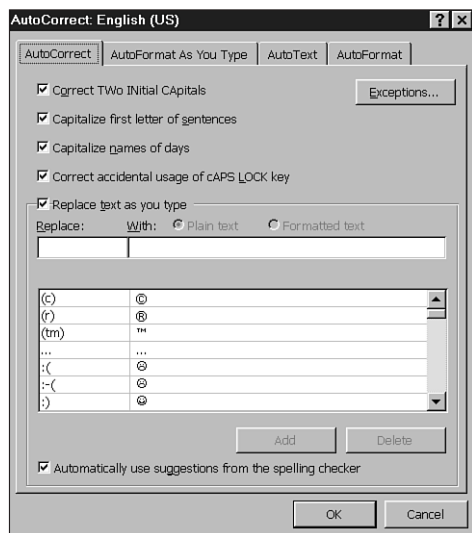 AutoCorrect: English (US)
AutoCorrect AutoFormat As You Type AutoText AutoFormat
Correct TWo INitial CApitals Exceptions...
Capitalize first letter of sentences
Capitalize names of days
Correct accidental usage of cAPS LOCK key
Replace text as you type
Replace: With: Plain text Formatted text
(c) ©
(r) ®
(tm) ™
... ...
:( ☹
:-( ☹
:) ☺
Add Delete
Automatically use suggestions from the spelling checker
OK Cancel